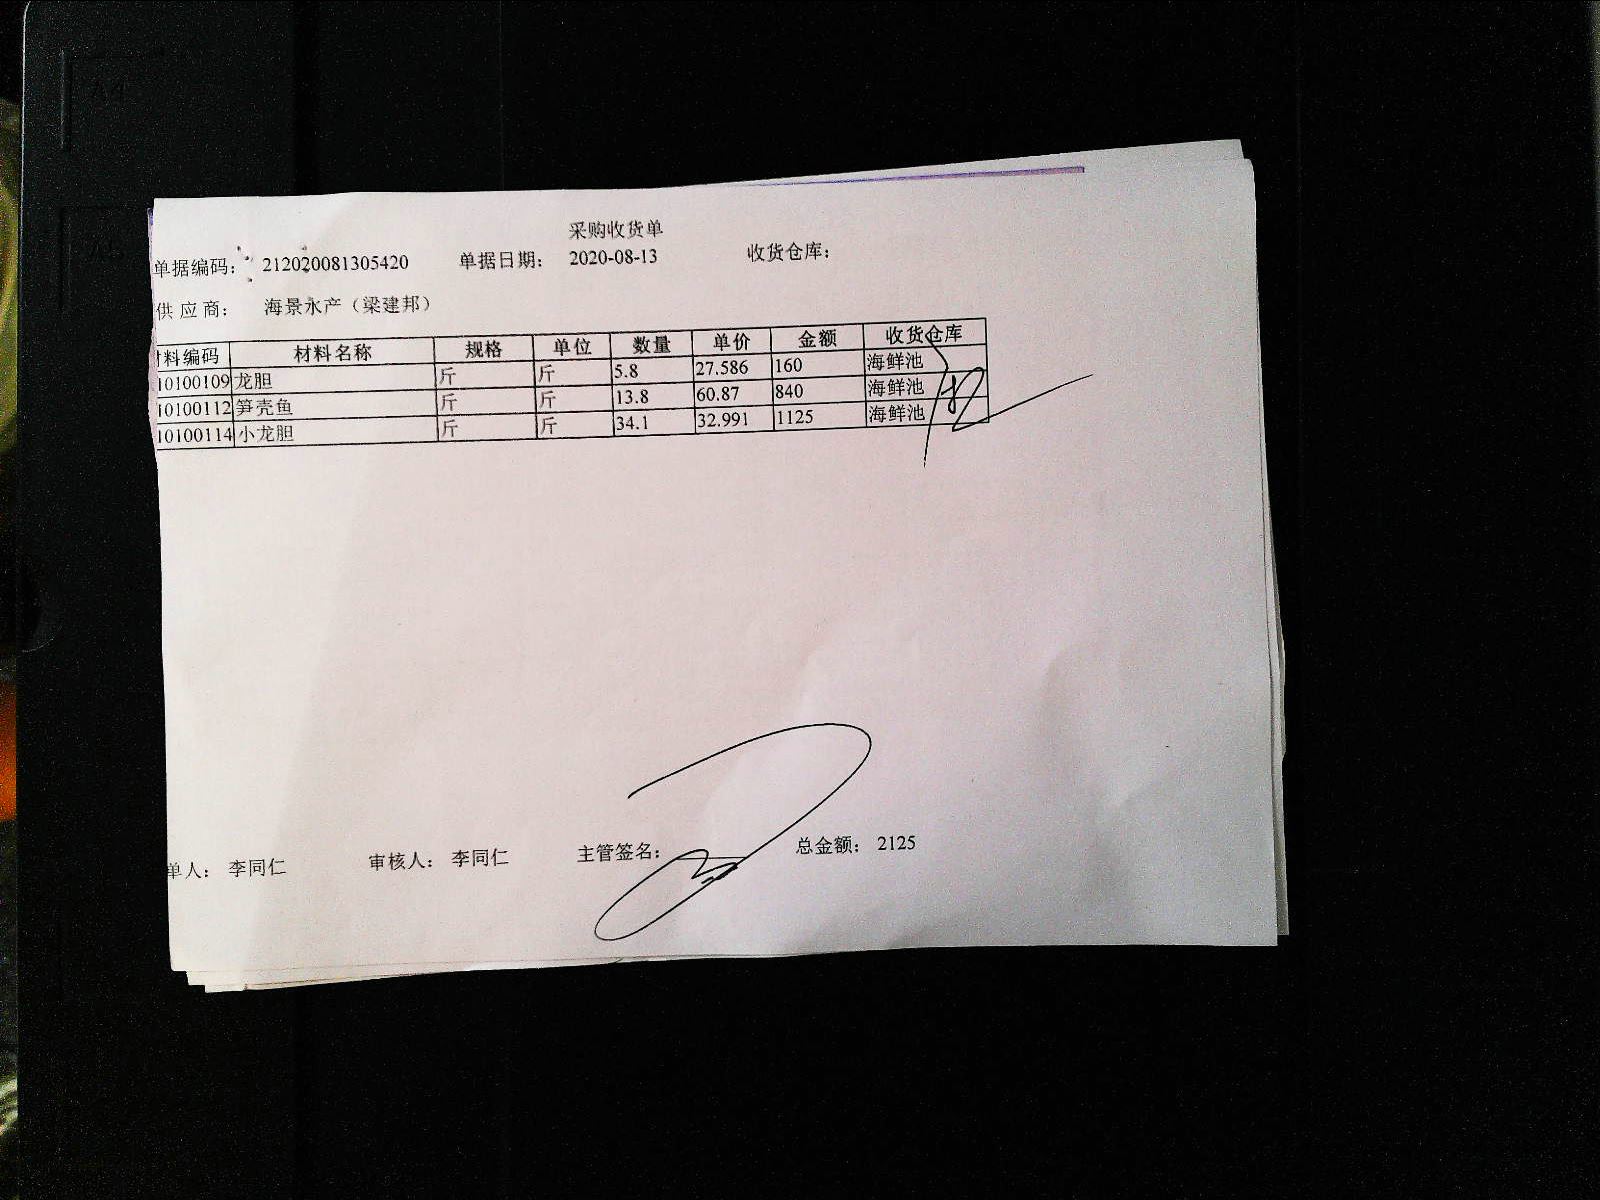 采购收货单
单据编码： 212020081305420 单据日期： 2020-08-13 收货仓库：
供应商： 海景水产（梁建邦）
材料编码 材料名称 规格 单位 数量 单价 金额 收货仓库
10100109 龙胆 斤 斤 5.8 27.586 160 海鲜池
10100112 笋壳鱼 斤 斤 13.8 60.87 840 海鲜池
10100114 小龙胆 斤 斤 34.1 32.991 1125 海鲜池
单人： 李同仁 审核人： 李同仁 主管签名： 总金额： 2125